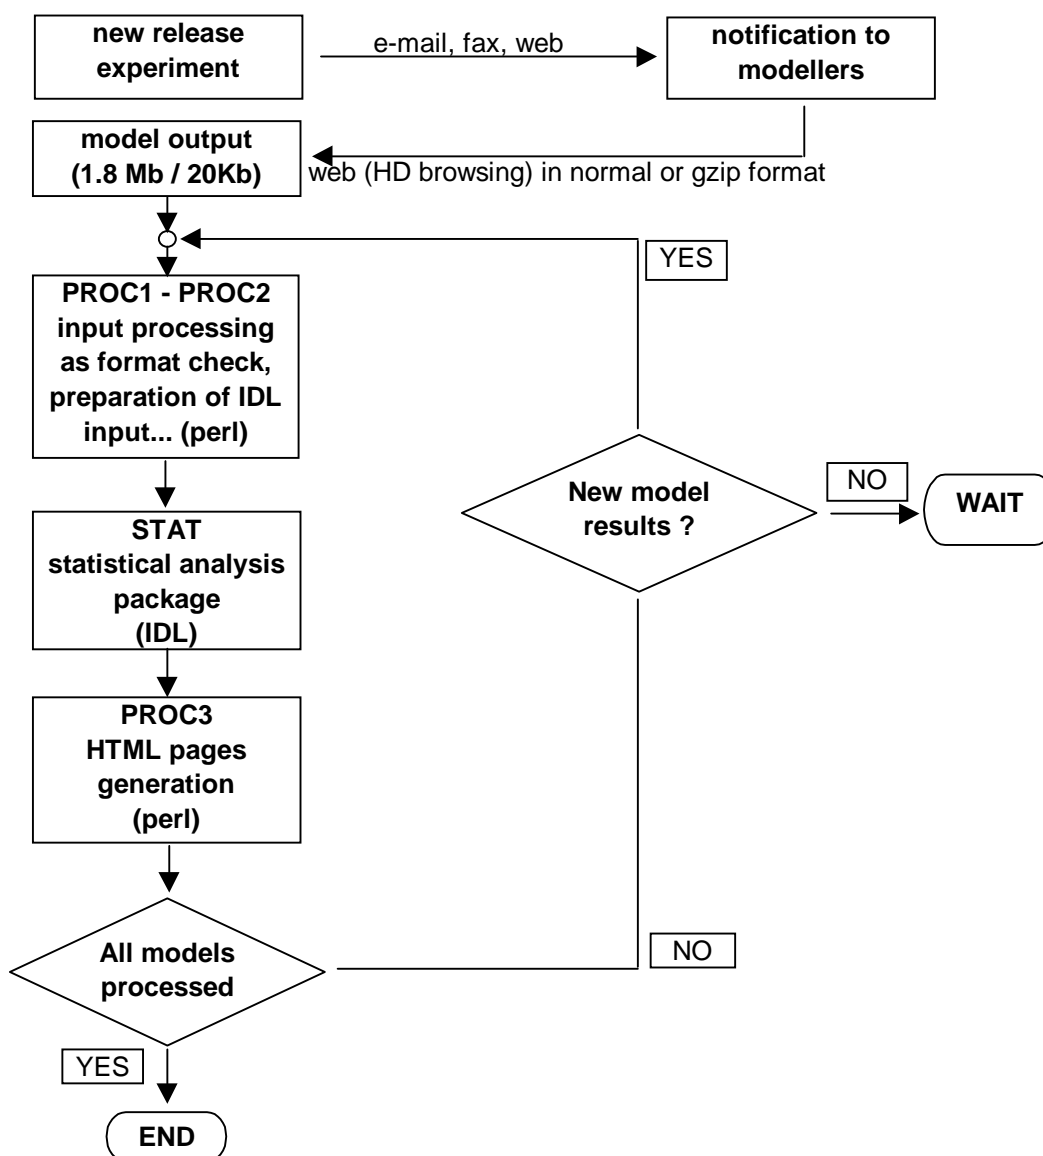 new release
experiment
e-mail, fax, web
notification to
modellers
model output
(1.8 Mb / 20Kb)
web (HD browsing) in normal or gzip format
YES
PROC1 - PROC2
input processing
as format check,
preparation of IDL
input... (perl)
New model
results ?
NO
WAIT
STAT
statistical analysis
package
(IDL)
PROC3
HTML pages
generation
(perl)
All models
processed
NO
YES
END